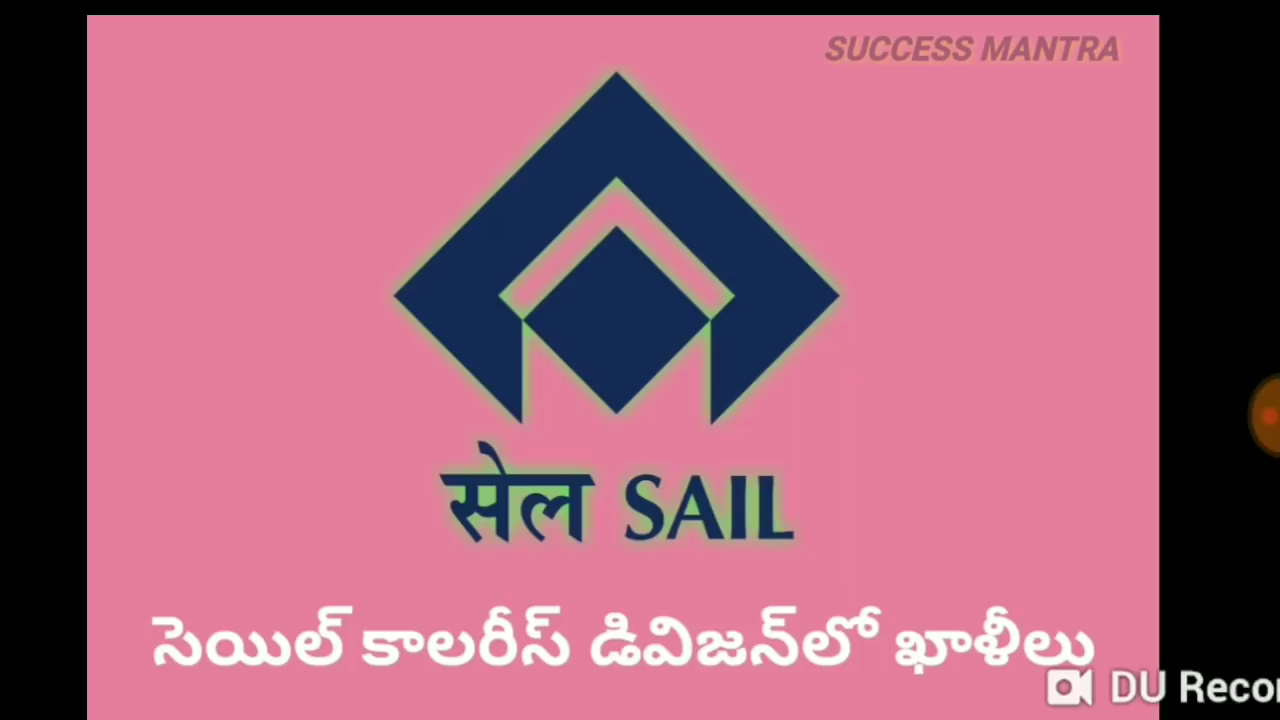 SUCCESS MANTRA
सेल SAIL
సెయిల్ కాలరీస్ డివిజన్‌లో ఖాళీలు
DU Recor